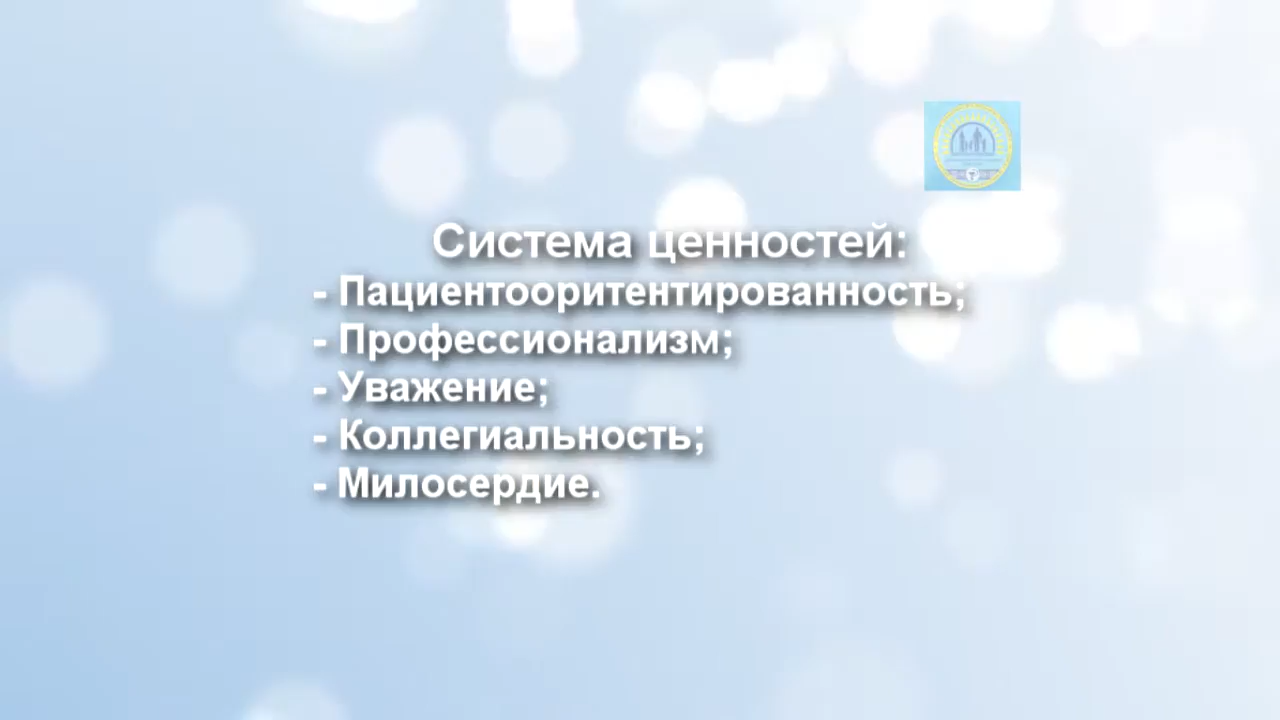 Система ценностей:
- Пациентооритентированность;
- Профессионализм;
- Уважение;
- Коллегиальность;
- Милосердие.